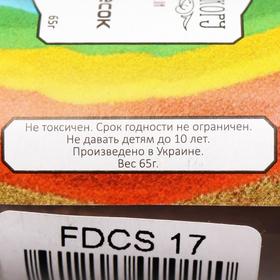 65г
песок
Не токсичен. Срок годности не ограничен.
Не давать детям до 10 лет.
Произведено в Украине.
Вес 65г.
FDCS 17